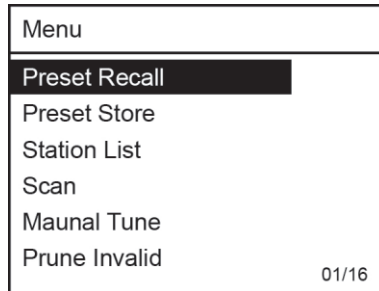 Menu
Preset Recall
Preset Store
Station List
Scan
Maunal Tune
Prune Invalid
01/16